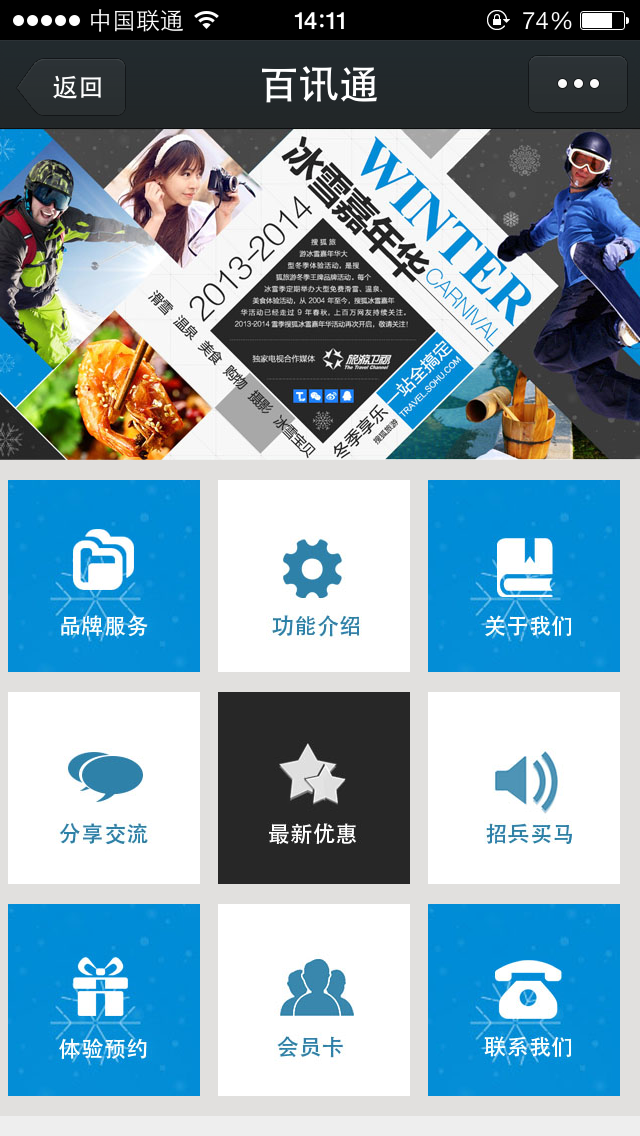 中国联通 14:11 74%
返回 百讯通
冰雪嘉年华
WINTER
CARNIVAL
2013-2014
搜狐旅
游冰雪嘉年华大
型冬季体验活动，是搜
狐旅游冬季王牌品牌活动，每个
冰雪季定期举办大型免费滑雪、温泉、
美食体验活动，从 2004 年至今，搜狐冰雪嘉年
华活动已经走过 9 年春秋，上百万网友持续关注。
2013-2014 雪季搜狐冰雪嘉年华活动再次开启，敬请关注！
滑雪 温泉 美食 购物 摄影 冰雪宝贝
独家电视合作媒体 旅游卫视
The Travel Channel
冬季享乐
搜狐旅游
一站全搞定
TRAVEL.SOHU.COM
品牌服务 功能介绍 关于我们
分享交流 最新优惠 招兵买马
体验预约 会员卡 联系我们